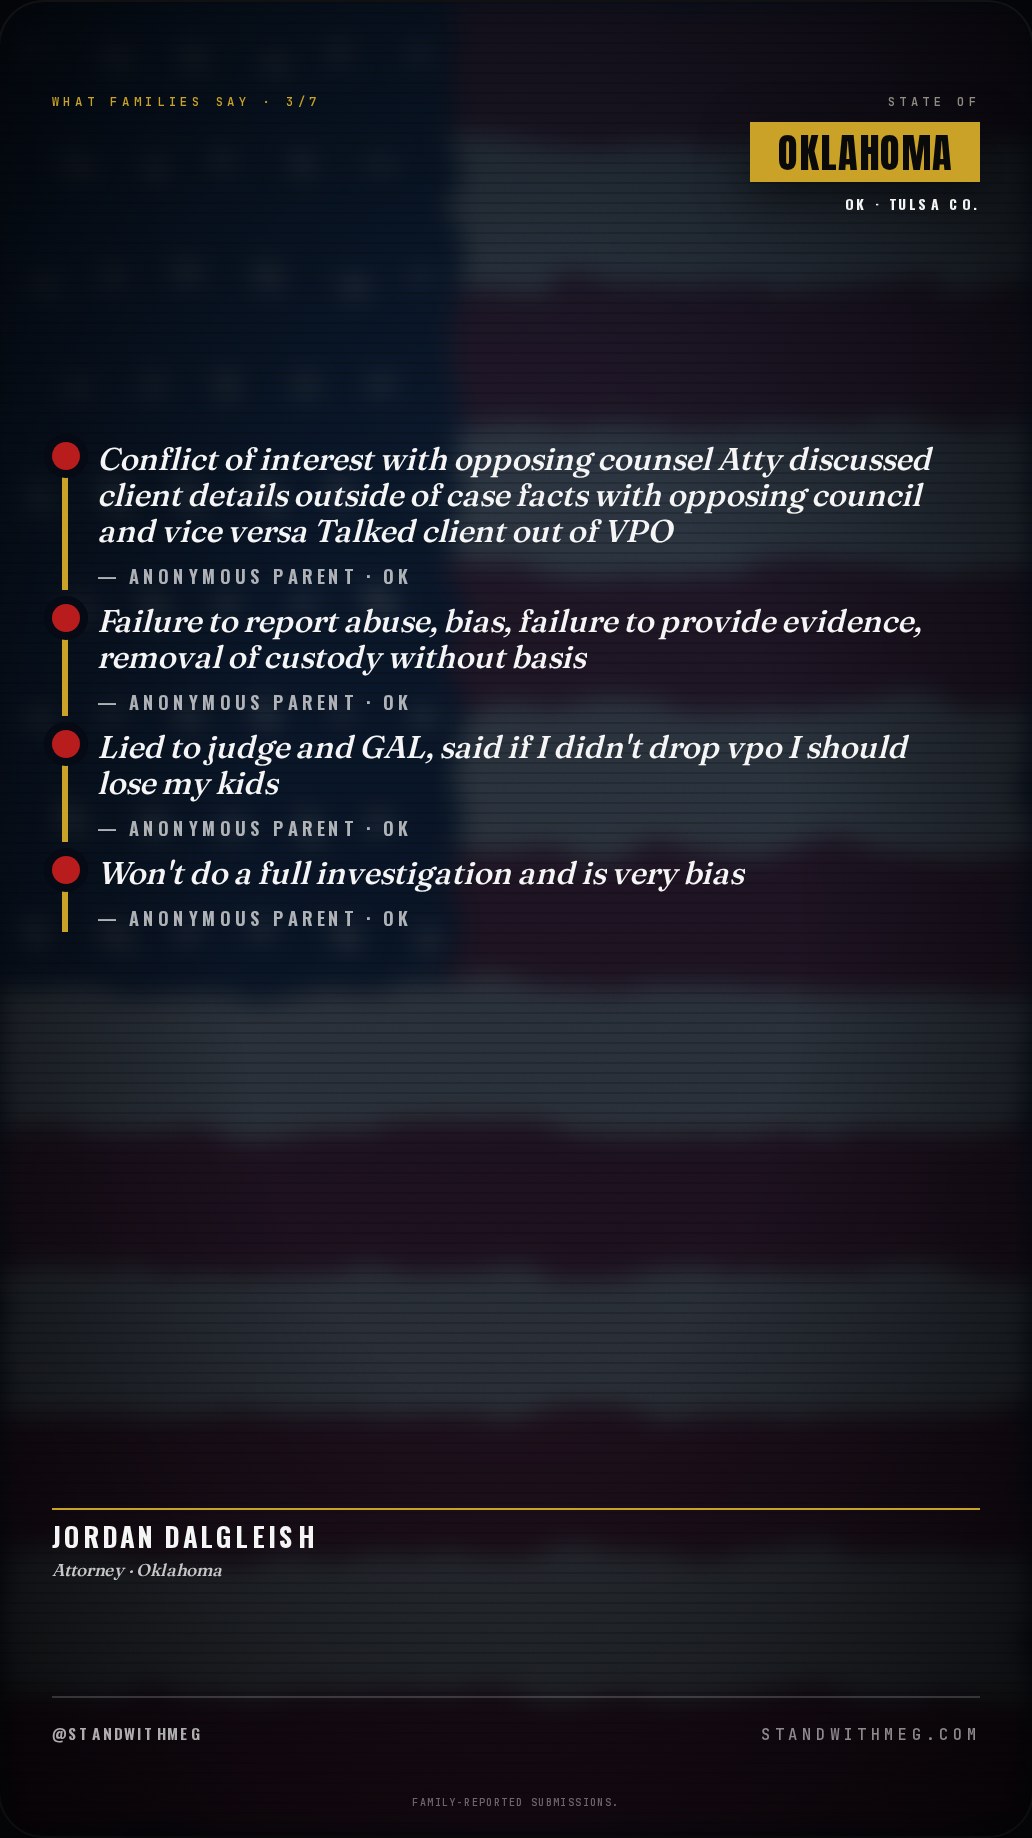 WHAT FAMILIES SAY · 3/7
STATE OF
OKLAHOMA
OK · TULSA CO.
Conflict of interest with opposing counsel Atty discussed
client details outside of case facts with opposing council
and vice versa Talked client out of VPO
— ANONYMOUS PARENT · OK
Failure to report abuse, bias, failure to provide evidence,
removal of custody without basis
— ANONYMOUS PARENT · OK
Lied to judge and GAL, said if I didn't drop vpo I should
lose my kids
— ANONYMOUS PARENT · OK
Won't do a full investigation and is very bias
— ANONYMOUS PARENT · OK
JORDAN DALGLEISH
Attorney · Oklahoma
@STANDWITHMEG
STANDWITHMEG.COM
FAMILY-REPORTED SUBMISSIONS.